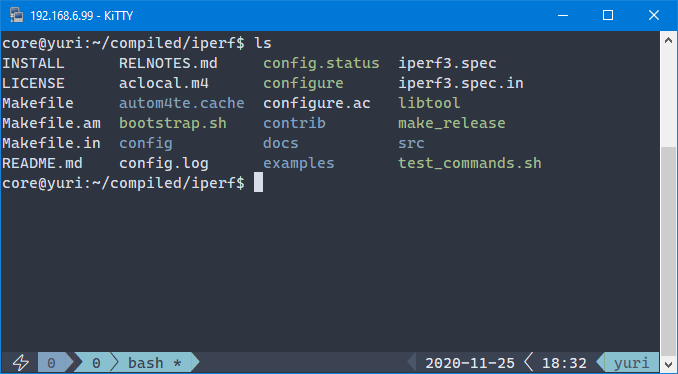 192.168.6.99 - KiTTY
core@yuri:~/compiled/iperf$ ls
INSTALL RELNOTES.md config.status iperf3.spec
LICENSE aclocal.m4 configure iperf3.spec.in
Makefile autom4te.cache configure.ac libtool
Makefile.am bootstrap.sh contrib make_release
Makefile.in config docs src
README.md config.log examples test_commands.sh
core@yuri:~/compiled/iperf$
0 0 bash * 2020-11-25 18:32 yuri